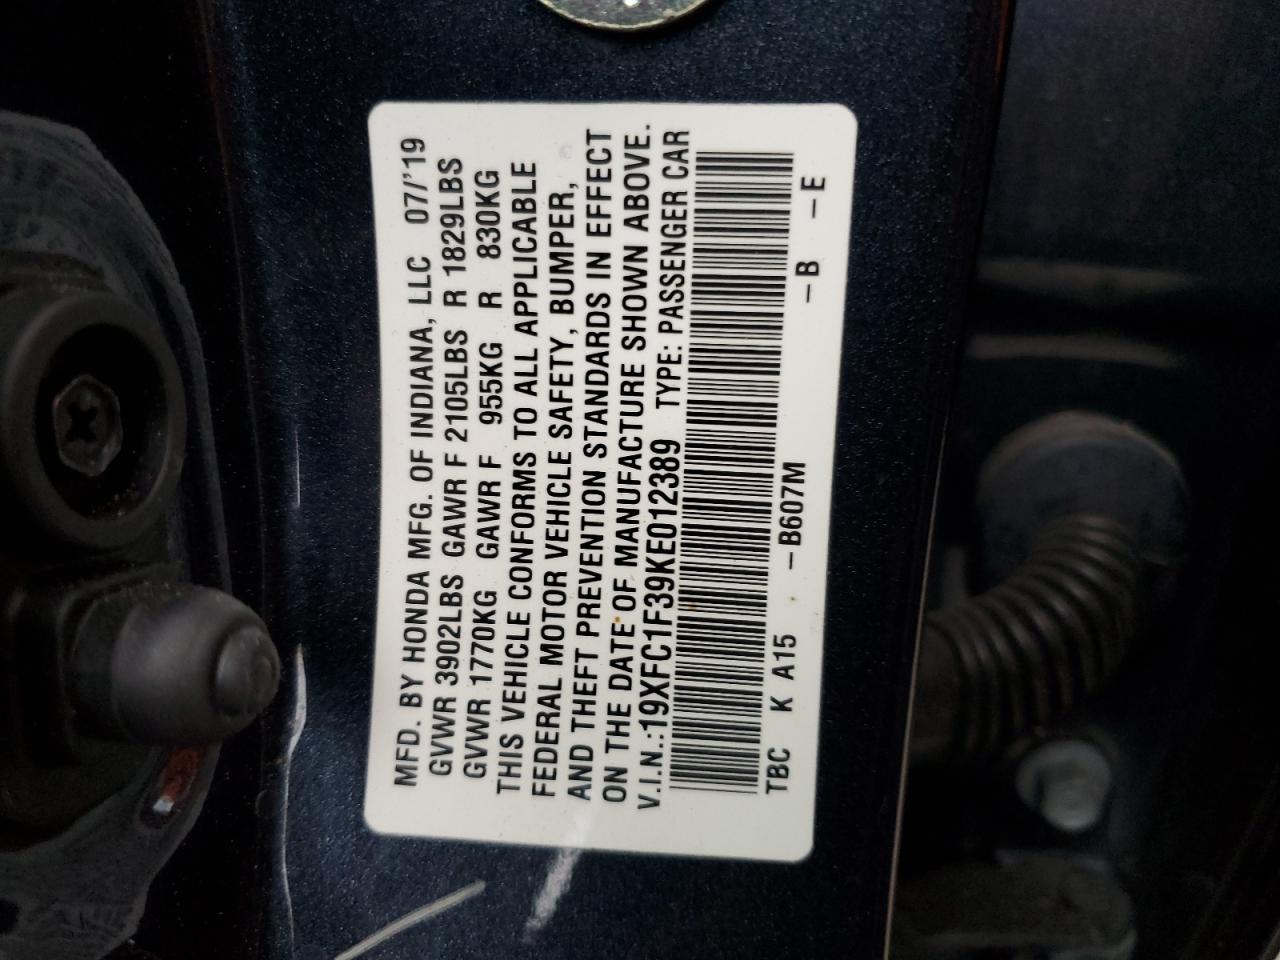 MFD. BY HONDA MFG. OF INDIANA, LLC 07/'19
GVWR 3902LBS GAWR F 2105LBS R 1829LBS
GVWR 1770KG GAWR F 955KG R 830KG
THIS VEHICLE CONFORMS TO ALL APPLICABLE
FEDERAL MOTOR VEHICLE SAFETY, BUMPER,
AND THEFT PREVENTION STANDARDS IN EFFECT
ON THE DATE OF MANUFACTURE SHOWN ABOVE.
V.I.N.:19XFC1F39KE012389 TYPE: PASSENGER CAR
TBC K A15 –B607M –B –E